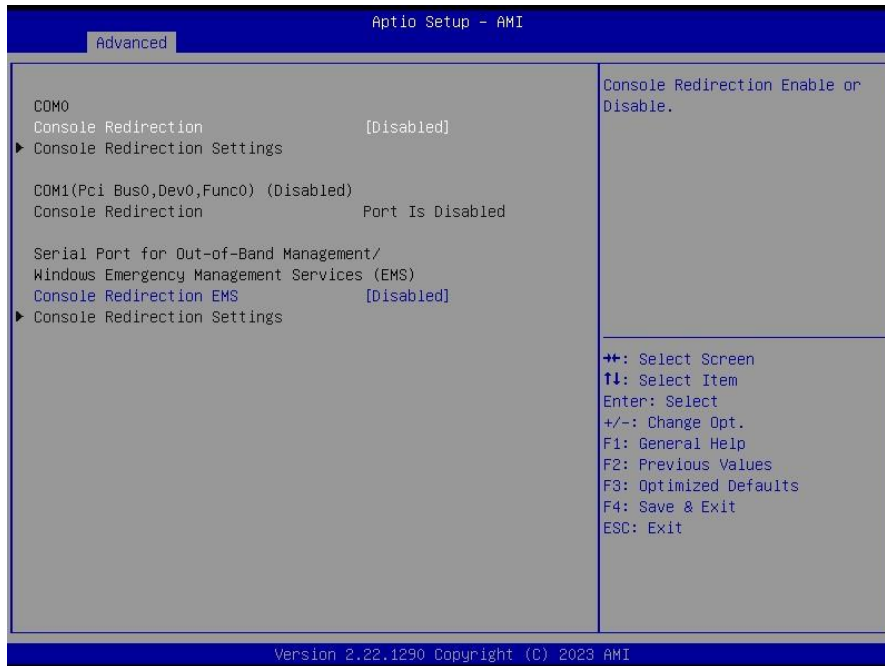 Aptio Setup - AMI
Advanced
COM0
Console Redirection [Disabled]
▶ Console Redirection Settings
COM1(Pci Bus0,Dev0,Func0) (Disabled)
Console Redirection Port Is Disabled
Serial Port for Out-of-Band Management/
Windows Emergency Management Services (EMS)
Console Redirection EMS [Disabled]
▶ Console Redirection Settings
Console Redirection Enable or
Disable.
→←: Select Screen
↑↓: Select Item
Enter: Select
+/-: Change Opt.
F1: General Help
F2: Previous Values
F3: Optimized Defaults
F4: Save & Exit
ESC: Exit
Version 2.22.1290 Copyright (C) 2023 AMI